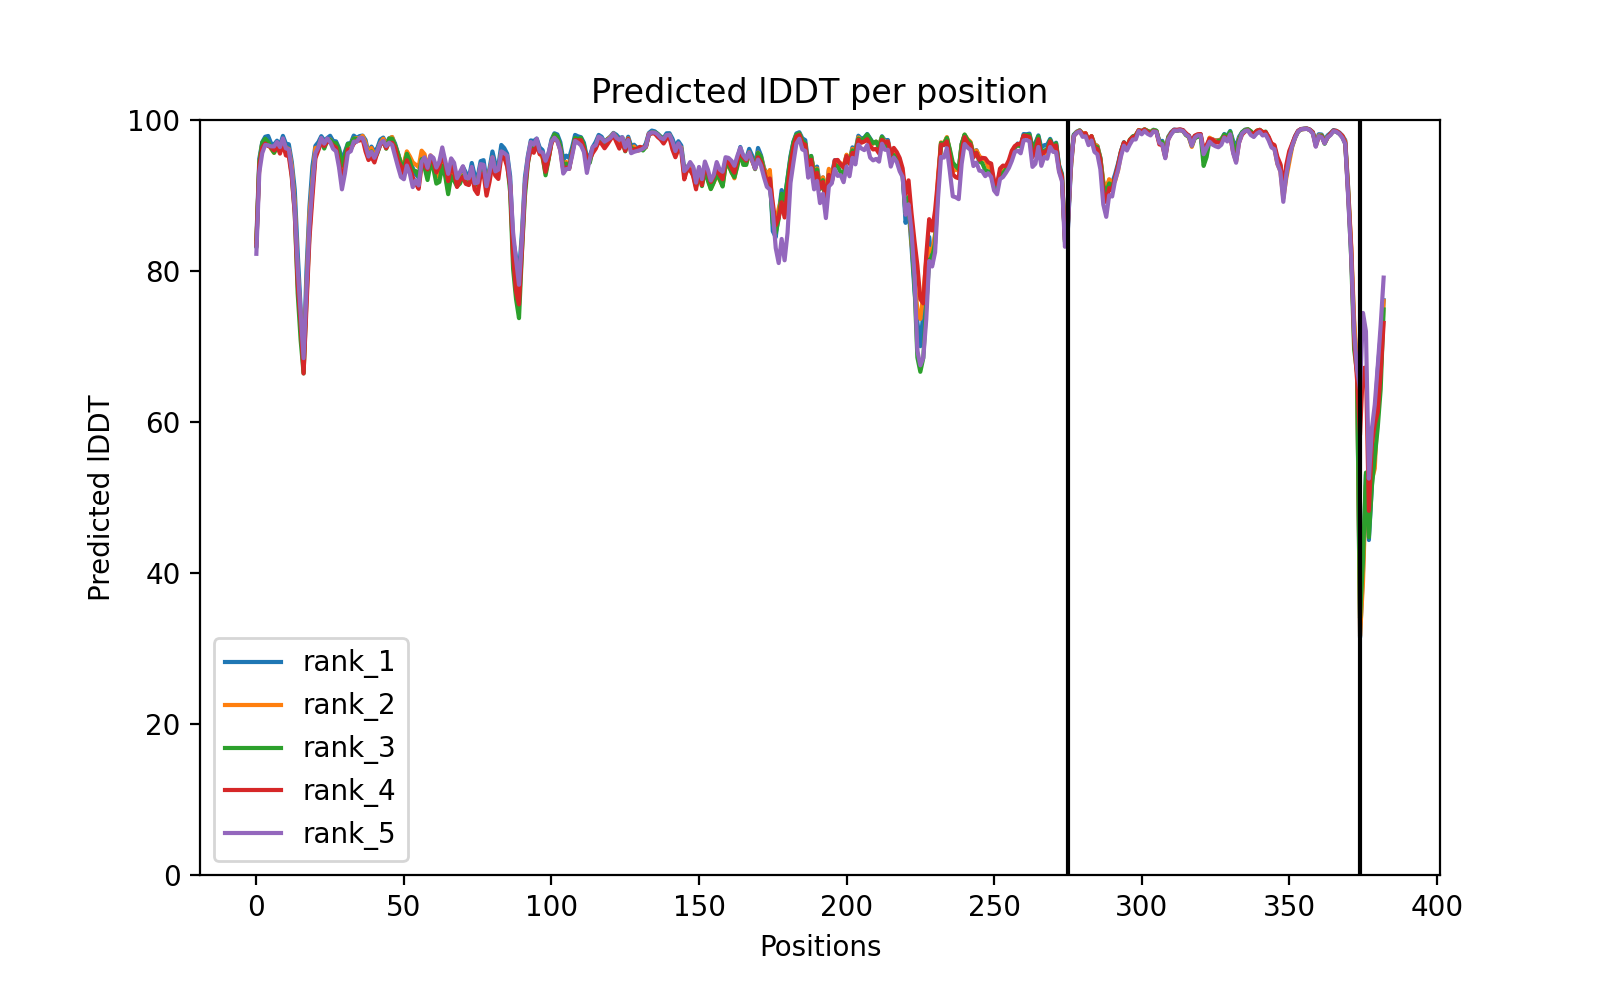 Predicted lDDT per position
100
80
60
40
20
0
Predicted lDDT
rank_1
rank_2
rank_3
rank_4
rank_5
0 50 100 150 200 250 300 350 400
Positions